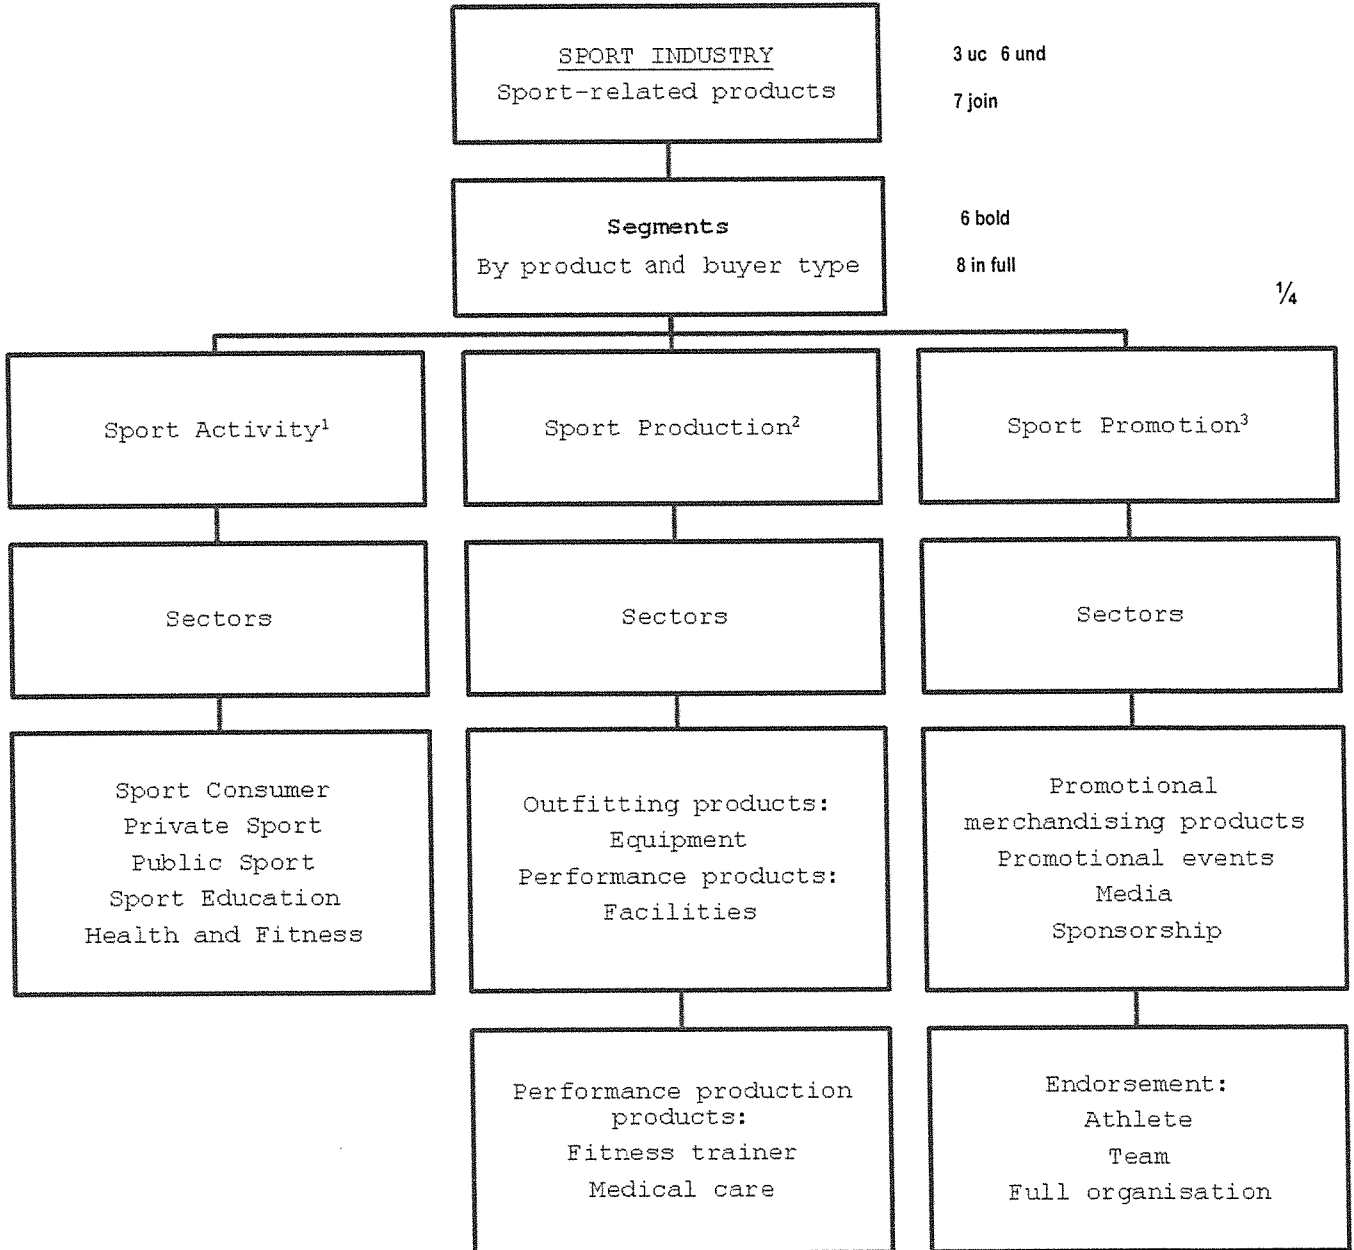 SPORT INDUSTRY
Sport-related products
3 uc 6 und
7 join
Segments
By product and buyer type
6 bold
8 in full
¼
Sport Activity¹
Sport Production²
Sport Promotion³
Sectors
Sectors
Sectors
Sport Consumer
Private Sport
Public Sport
Sport Education
Health and Fitness
Outfitting products:
Equipment
Performance products:
Facilities
Promotional
merchandising products
Promotional events
Media
Sponsorship
Performance production
products:
Fitness trainer
Medical care
Endorsement:
Athlete
Team
Full organisation